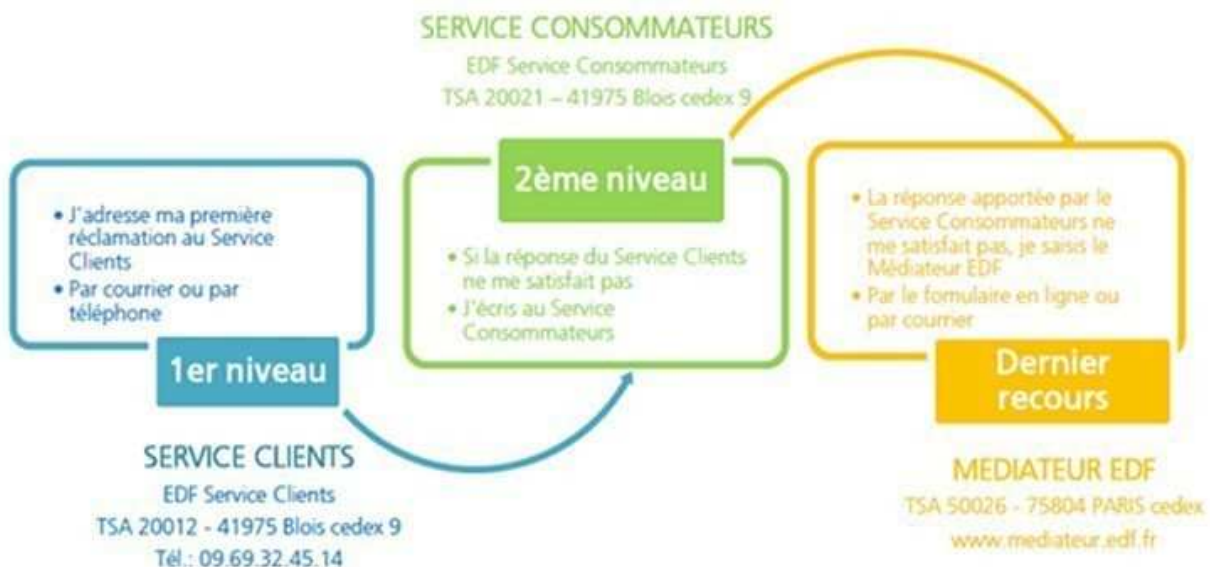 SERVICE CONSOMMATEURS
EDF Service Consommateurs
TSA 20021 – 41975 Blois cedex 9
• J'adresse ma première
réclamation au Service
Clients
• Par courrier ou par
téléphone
1er niveau
SERVICE CLIENTS
EDF Service Clients
TSA 20012 - 41975 Blois cedex 9
Tél.: 09.69.32.45.14
2ème niveau
• Si la réponse du Service Clients
ne me satisfait pas
• J'écris au Service
Consommateurs
• La réponse apportée par le
Service Consommateurs ne
me satisfait pas, je saisis le
Médiateur EDF
• Par le fomulaire en ligne ou
par courrier
Dernier
recours
MEDIATEUR EDF
TSA 50026 - 75804 PARIS cedex
www.mediateur.edf.fr